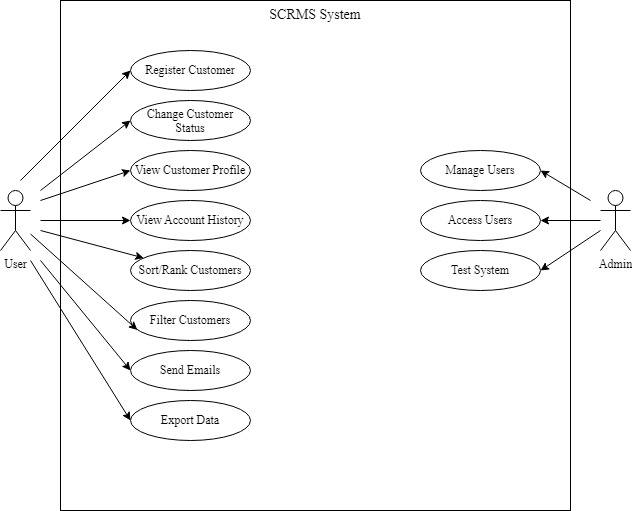 SCRMS System
Register Customer
Change Customer
Status
View Customer Profile
View Account History
Sort/Rank Customers
Filter Customers
Send Emails
Export Data
User
Manage Users
Access Users
Test System
Admin